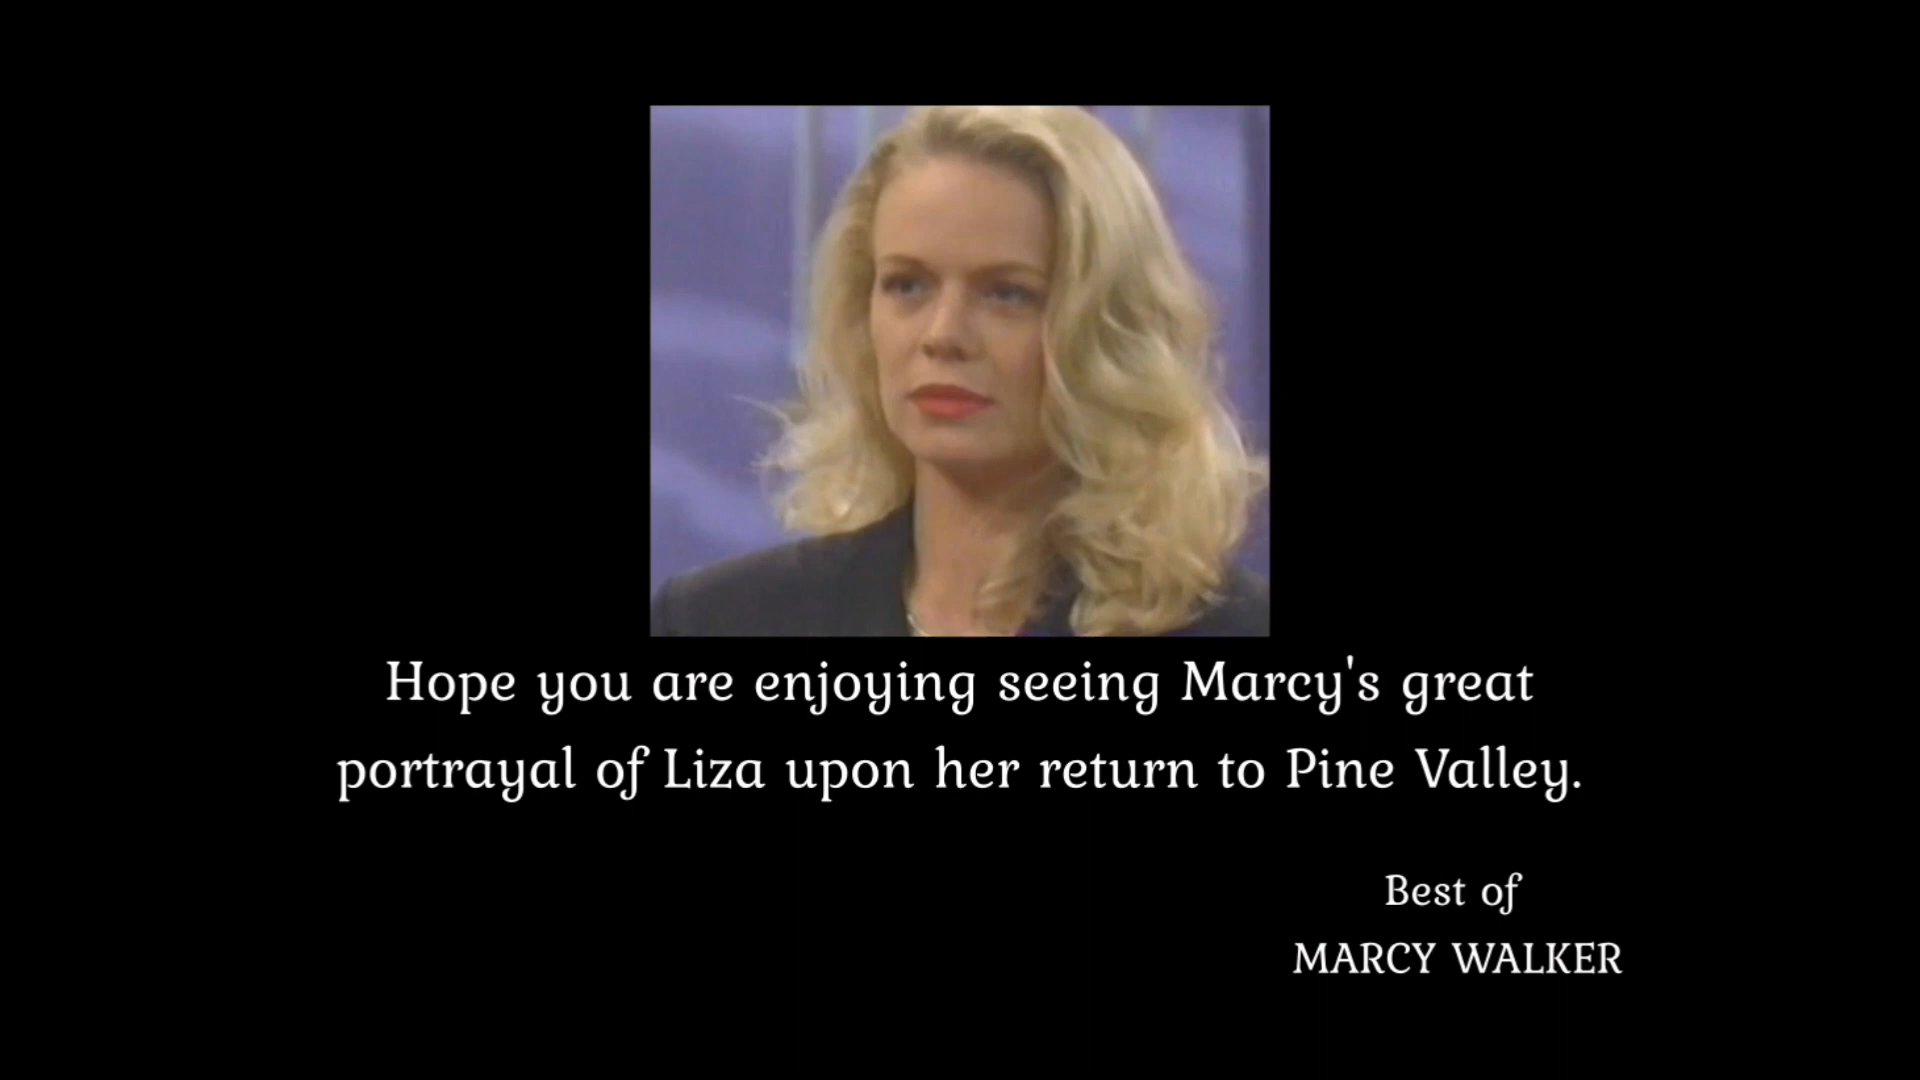 Hope you are enjoying seeing Marcy's great
portrayal of Liza upon her return to Pine Valley.
Best of
MARCY WALKER